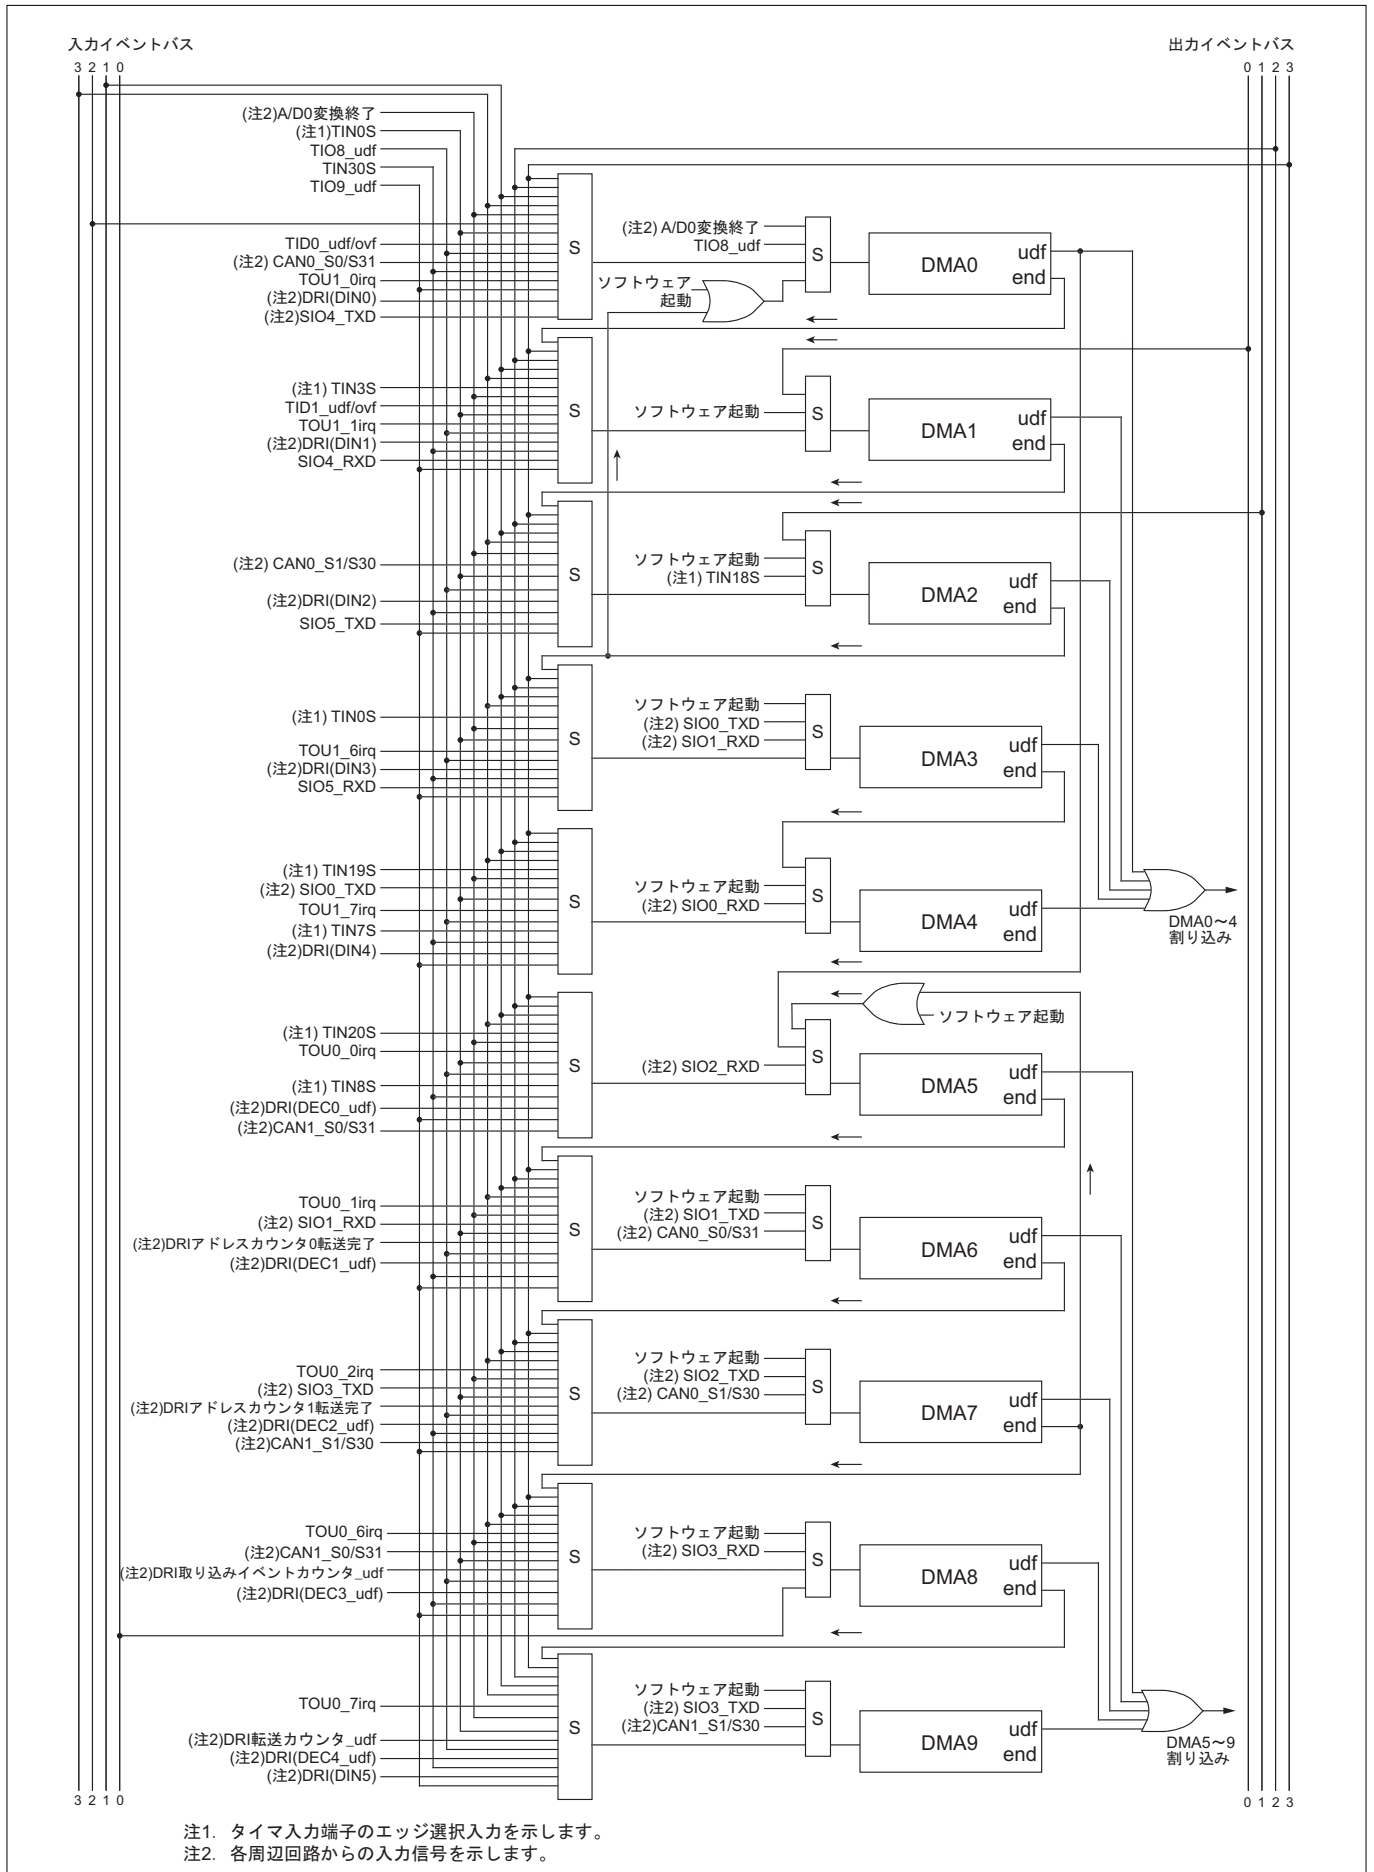 入力イベントバス
3 2 1 0
出力イベントバス
0 1 2 3
(注2)A/D0変換終了
(注1)TIN0S
TIO8_udf
TIN30S
TIO9_udf
TID0_udf/ovf
(注2) CAN0_S0/S31
TOU1_0irq
(注2)DRI(DIN0)
(注2)SIO4_TXD
S
(注2) A/D0変換終了
TIO8_udf
ソフトウェア
起動
S
DMA0
udf
end
(注1) TIN3S
TID1_udf/ovf
TOU1_1irq
(注2)DRI(DIN1)
SIO4_RXD
S
ソフトウェア起動
S
DMA1
udf
end
(注2) CAN0_S1/S30
(注2)DRI(DIN2)
SIO5_TXD
S
ソフトウェア起動
(注1) TIN18S
S
DMA2
udf
end
(注1) TIN0S
TOU1_6irq
(注2)DRI(DIN3)
SIO5_RXD
S
ソフトウェア起動
(注2) SIO0_TXD
(注2) SIO1_RXD
S
DMA3
udf
end
(注1) TIN19S
(注2) SIO0_TXD
TOU1_7irq
(注1) TIN7S
(注2)DRI(DIN4)
S
ソフトウェア起動
(注2) SIO0_RXD
S
DMA4
udf
end
DMA0～4
割り込み
(注1) TIN20S
TOU0_0irq
(注1) TIN8S
(注2)DRI(DEC0_udf)
(注2)CAN1_S0/S31
S
ソフトウェア起動
(注2) SIO2_RXD
S
DMA5
udf
end
TOU0_1irq
(注2) SIO1_RXD
(注2)DRIアドレスカウンタ0転送完了
(注2)DRI(DEC1_udf)
S
ソフトウェア起動
(注2) SIO1_TXD
(注2) CAN0_S0/S31
S
DMA6
udf
end
TOU0_2irq
(注2) SIO3_TXD
(注2)DRIアドレスカウンタ1転送完了
(注2)DRI(DEC2_udf)
(注2)CAN1_S1/S30
S
ソフトウェア起動
(注2) SIO2_TXD
(注2) CAN0_S1/S30
S
DMA7
udf
end
TOU0_6irq
(注2)CAN1_S0/S31
(注2)DRI取り込みイベントカウンタ_udf
(注2)DRI(DEC3_udf)
S
ソフトウェア起動
(注2) SIO3_RXD
S
DMA8
udf
end
TOU0_7irq
(注2)DRI転送カウンタ_udf
(注2)DRI(DEC4_udf)
(注2)DRI(DIN5)
S
ソフトウェア起動
(注2) SIO3_TXD
(注2)CAN1_S1/S30
S
DMA9
udf
end
DMA5～9
割り込み
3 2 1 0
0 1 2 3
注1. タイマ入力端子のエッジ選択入力を示します。
注2. 各周辺回路からの入力信号を示します。